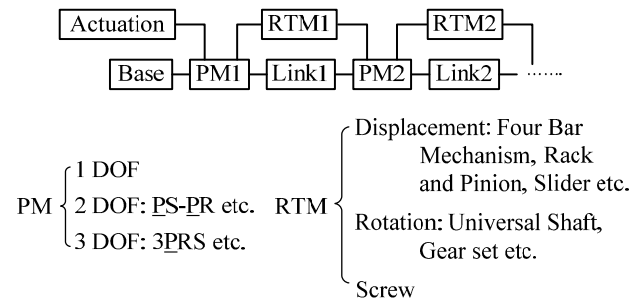 Actuation RTM1 RTM2
Base PM1 Link1 PM2 Link2 .......
PM
1 DOF
2 DOF: PS-PR etc.
3 DOF: 3PRS etc.
RTM
Displacement: Four Bar
Mechanism, Rack
and Pinion, Slider etc.
Rotation: Universal Shaft,
Gear set etc.
Screw